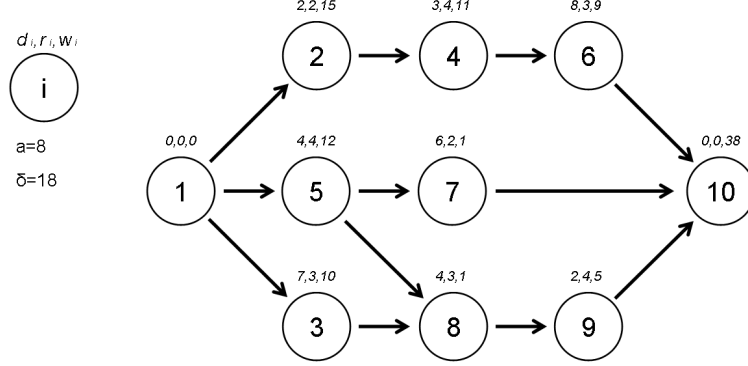 2,2,15 3,4,11 8,3,9
d i, r i, w i
2 4 6
i
0,0,0 4,4,12 6,2,1 0,0,38
a=8
δ=18
1 5 7 10
7,3,10 4,3,1 2,4,5
3 8 9